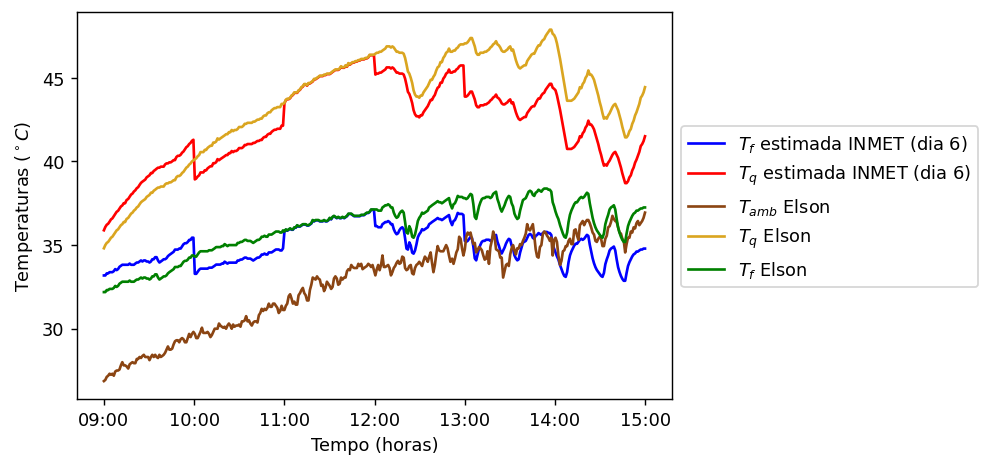 45
40
35
30
Temperaturas (°C)
09:00 10:00 11:00 12:00 13:00 14:00 15:00
Tempo (horas)
T_f estimada INMET (dia 6)
T_q estimada INMET (dia 6)
T_amb Elson
T_q Elson
T_f Elson